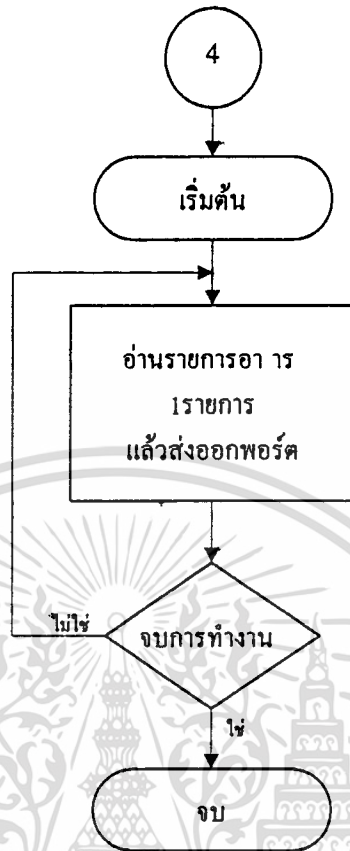 4
เริ่มต้น
อ่านรายการอา าร
1รายการ
แล้วส่งออกพอร์ต
จบการทำงาน
ไม่ใช่
ใช่
จบ